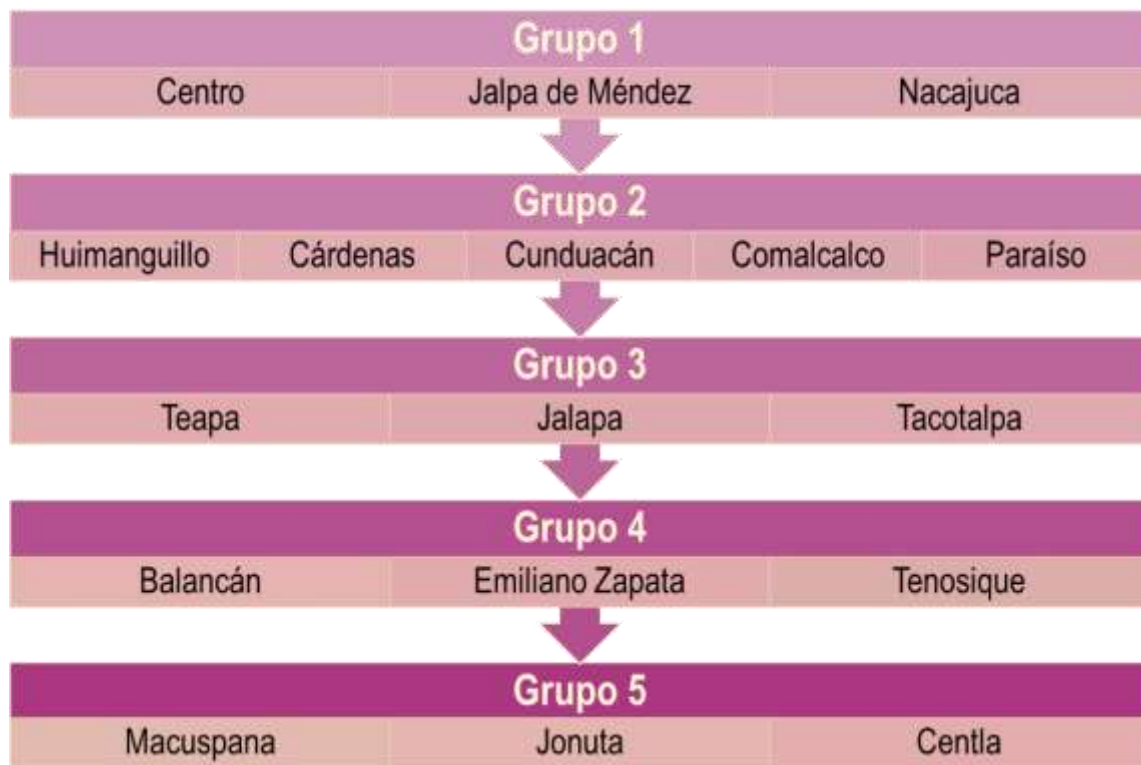 Grupo 1
Centro Jalpa de Méndez Nacajuca
Grupo 2
Huimanguillo Cárdenas Cunduacán Comalcalco Paraíso
Grupo 3
Teapa Jalapa Tacotalpa
Grupo 4
Balancán Emiliano Zapata Tenosique
Grupo 5
Macuspana Jonuta Centla